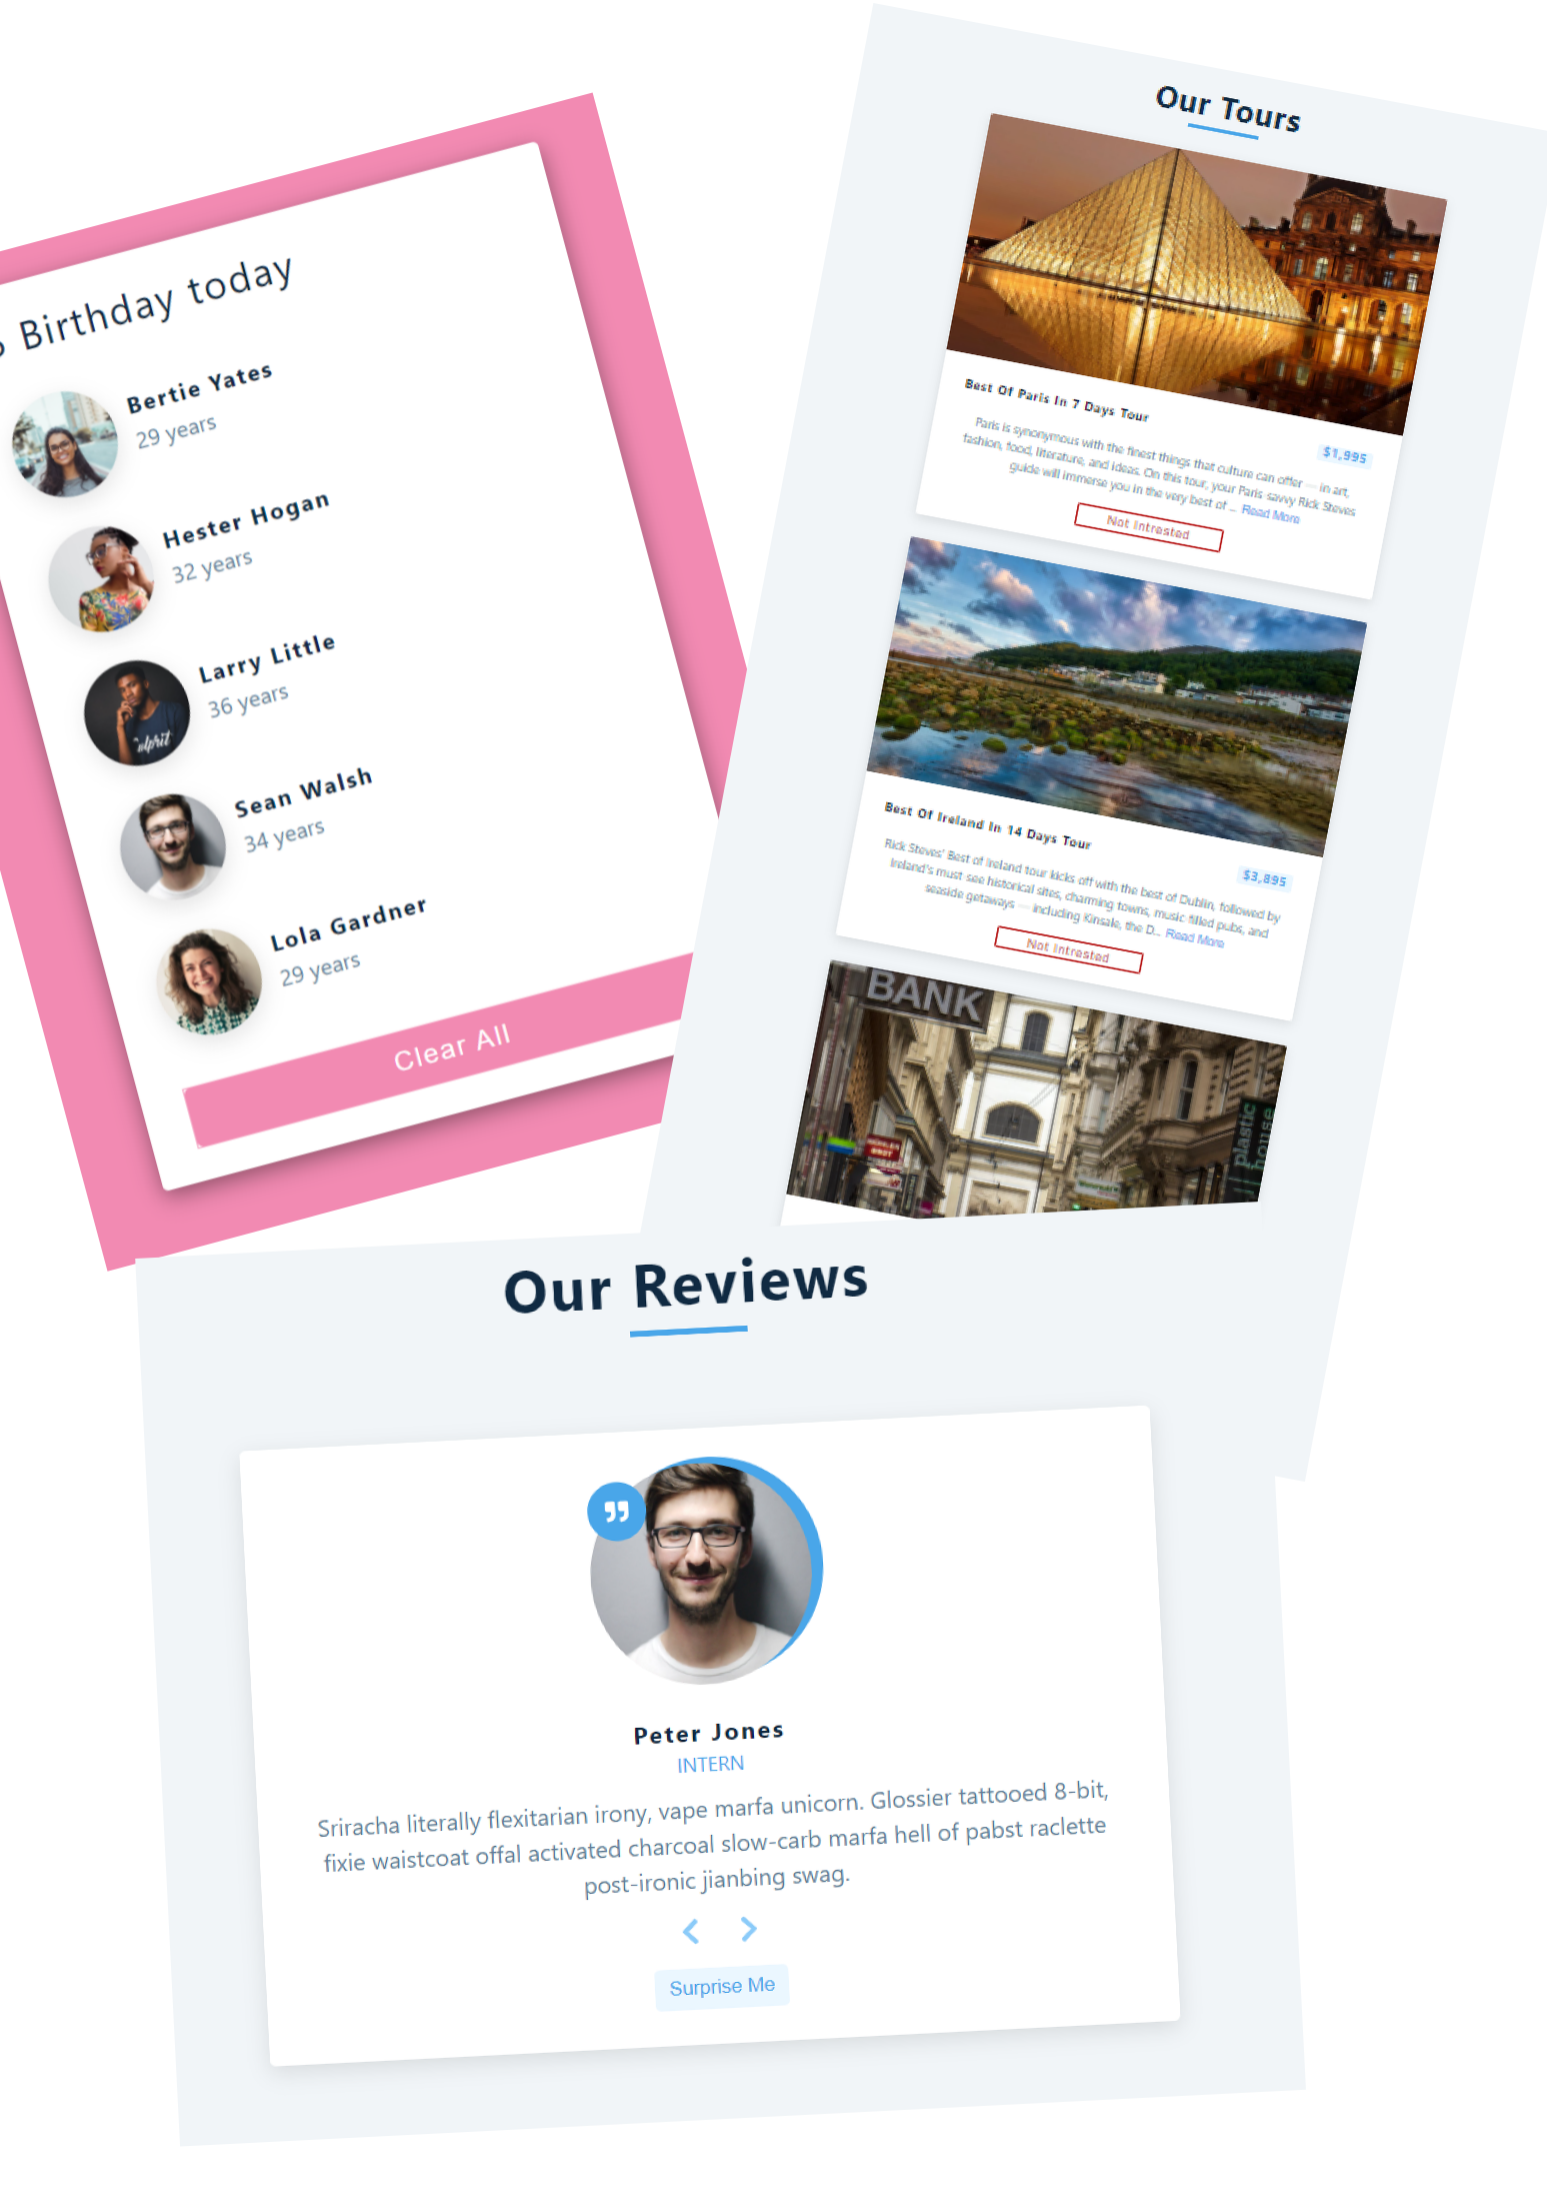 Birthday today
Bertie Yates
29 years
Hester Hogan
32 years
Larry Little
36 years
Sean Walsh
34 years
Lola Gardner
29 years
Clear All
Our Tours
Best Of Paris In 7 Days Tour
$1,995
Paris is synonymous with the finest things that culture can offer — in art,
fashion, food, literature, and ideas. On this tour, your Paris-savvy Rick Steves
guide will immerse you in the very best of ... Read More
Not Intrested
Best Of Ireland In 14 Days Tour
$3,895
Rick Steves' Best of Ireland tour kicks off with the best of Dublin, followed by
Ireland's must-see historical sites, charming towns, music-filled pubs, and
seaside getaways — including Kinsale, the D... Read More
Not Intrested
BANK
plastic
house
Our Reviews
Peter Jones
INTERN
Sriracha literally flexitarian irony, vape marfa unicorn. Glossier tattooed 8-bit,
fixie waistcoat offal activated charcoal slow-carb marfa hell of pabst raclette
post-ironic jianbing swag.
Surprise Me